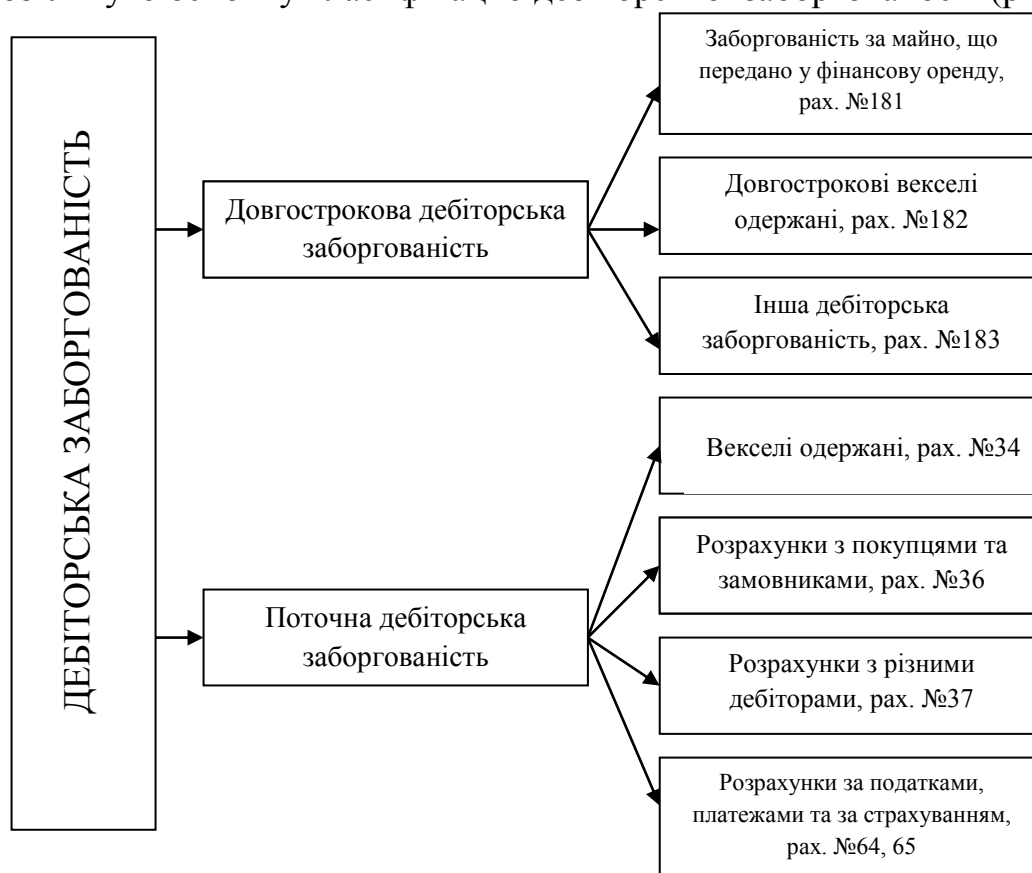 ДЕБІТОРСЬКА ЗАБОРГОВАНІСТЬ
Довгострокова дебіторська
заборгованість
Заборгованість за майно, що
передано у фінансову оренду,
рах. №181
Довгострокові векселі
одержані, рах. №182
Інша дебіторська
заборгованість, рах. №183
Поточна дебіторська
заборгованість
Векселі одержані, рах. №34
Розрахунки з покупцями та
замовниками, рах. №36
Розрахунки з різними
дебіторами, рах. №37
Розрахунки за податками,
платежами та за страхуванням,
рах. №64, 65